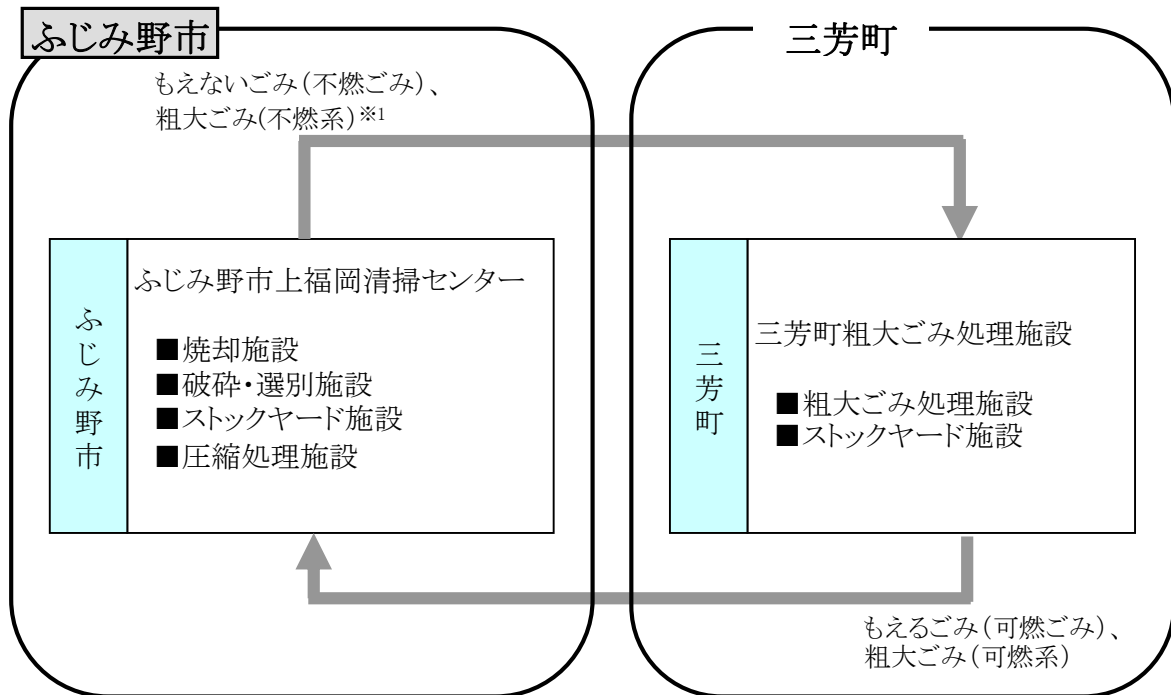 ふじみ野市
三芳町
もえないごみ(不燃ごみ)、
粗大ごみ(不燃系)※1
ふじみ野市
ふじみ野市上福岡清掃センター
■焼却施設
■破砕・選別施設
■ストックヤード施設
■圧縮処理施設
三芳町
三芳町粗大ごみ処理施設
■粗大ごみ処理施設
■ストックヤード施設
もえるごみ(可燃ごみ)、
粗大ごみ(可燃系)